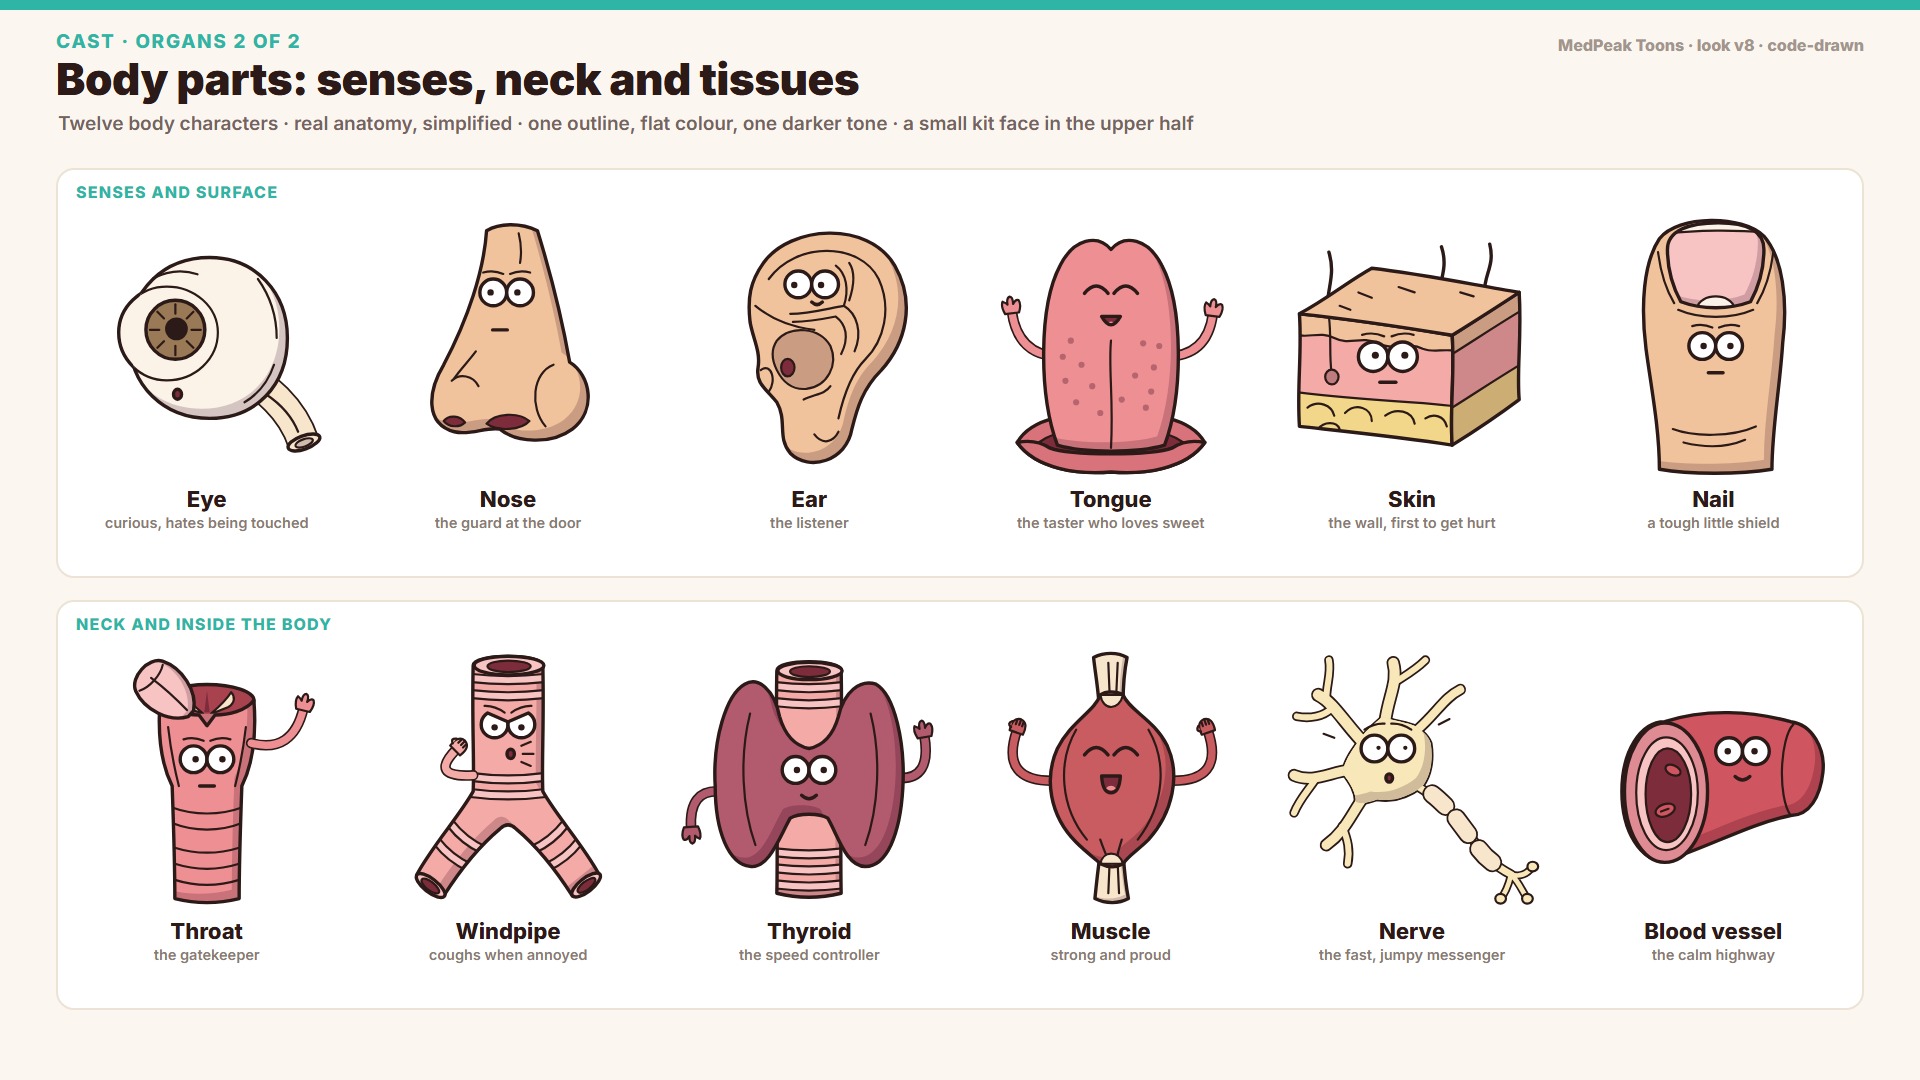 CAST · ORGANS 2 OF 2
MedPeak Toons · look v8 · code-drawn
Body parts: senses, neck and tissues
Twelve body characters · real anatomy, simplified · one outline, flat colour, one darker tone · a small kit face in the upper half
SENSES AND SURFACE
Eye
curious, hates being touched
Nose
the guard at the door
Ear
the listener
Tongue
the taster who loves sweet
Skin
the wall, first to get hurt
Nail
a tough little shield
NECK AND INSIDE THE BODY
Throat
the gatekeeper
Windpipe
coughs when annoyed
Thyroid
the speed controller
Muscle
strong and proud
Nerve
the fast, jumpy messenger
Blood vessel
the calm highway